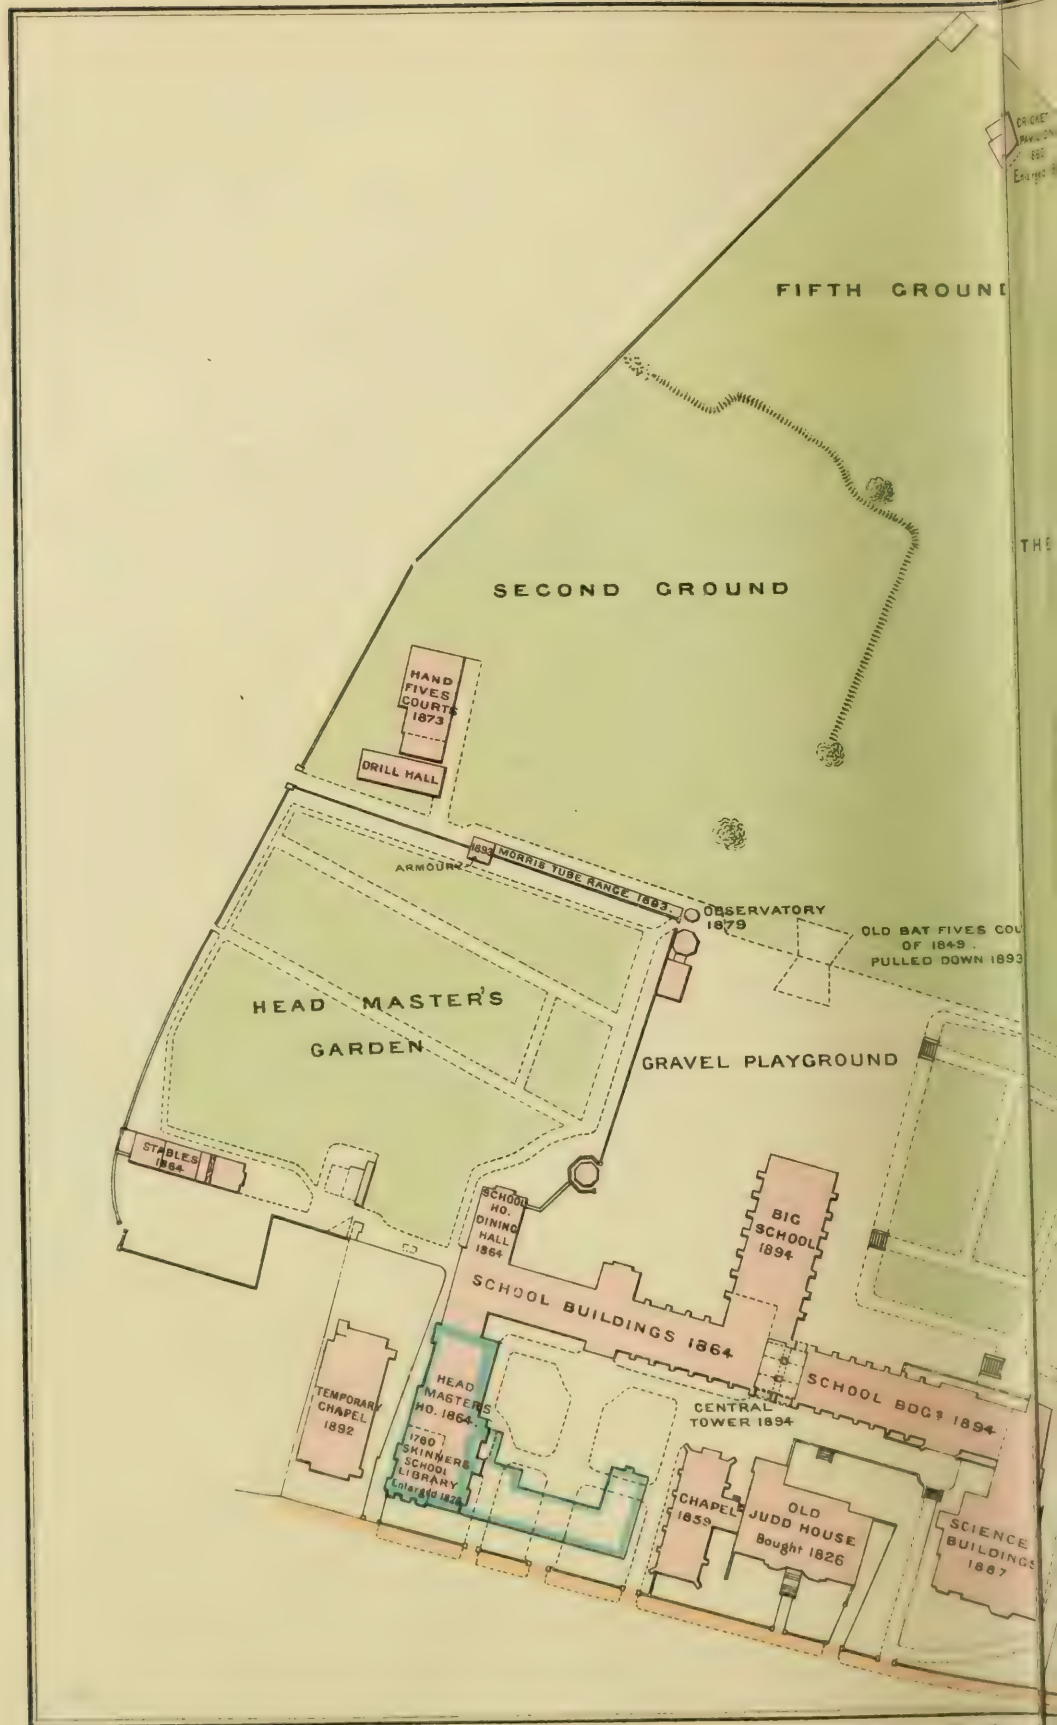 CRICKET
FIFTH GROUND
THE
SECOND GROUND
HAND
FIVES
COURTS
1873
DRILL HALL
1893 MORRIS TUBE RANGE 1893.
ARMOURY
OBSERVATORY
1879
OLD BAT FIVES COU
OF 1849.
PULLED DOWN 1893
HEAD MASTER'S
GARDEN
GRAVEL PLAYGROUND
STABLES
1864
SCHOOL
HO.
DINING
HALL
1864
BIG
SCHOOL
1894
SCHOOL BUILDINGS 1864
SCHOOL BDGS 1894
CENTRAL
TOWER 1894
TEMPORARY
CHAPEL
1892
HEAD
MASTER'S
HO. 1864
1760
SKINNERS
SCHOOL
LIBRARY
Enlarged
CHAPEL
1859
OLD
JUDD HOUSE
Bought 1826
SCIENCE
BUILDINGS
1887